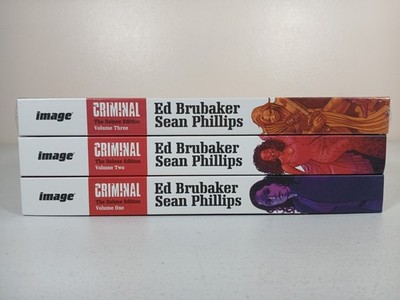 image
CRIMINAL
The Deluxe Edition
Volume Three
Ed Brubaker
Sean Phillips
image
CRIMINAL
The Deluxe Edition
Volume Two
Ed Brubaker
Sean Phillips
image
CRIMINAL
The Deluxe Edition
Volume One
Ed Brubaker
Sean Phillips